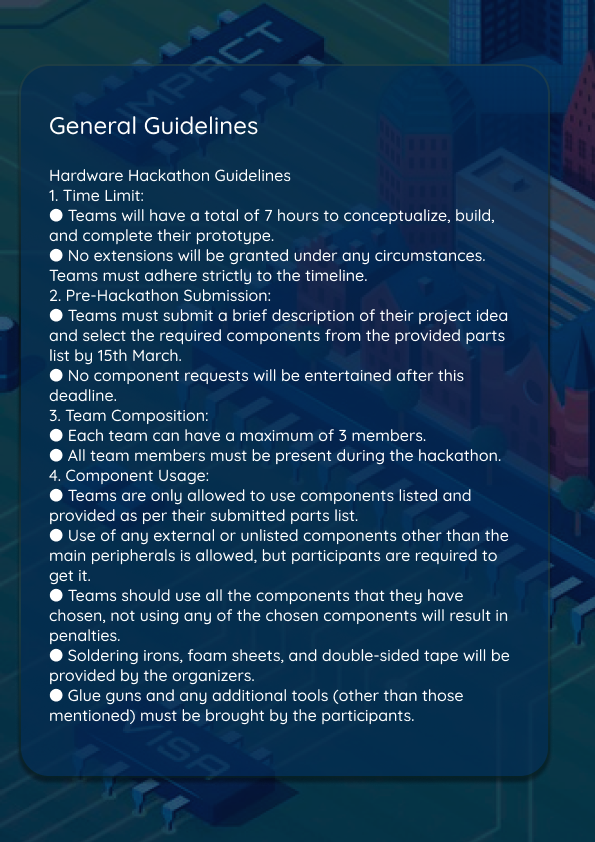 IMPACT
General Guidelines
Hardware Hackathon Guidelines
1. Time Limit:
● Teams will have a total of 7 hours to conceptualize, build,
and complete their prototype.
● No extensions will be granted under any circumstances.
Teams must adhere strictly to the timeline.
2. Pre-Hackathon Submission:
● Teams must submit a brief description of their project idea
and select the required components from the provided parts
list by 15th March.
● No component requests will be entertained after this
deadline.
3. Team Composition:
● Each team can have a maximum of 3 members.
● All team members must be present during the hackathon.
4. Component Usage:
● Teams are only allowed to use components listed and
provided as per their submitted parts list.
● Use of any external or unlisted components other than the
main peripherals is allowed, but participants are required to
get it.
● Teams should use all the components that they have
chosen, not using any of the chosen components will result in
penalties.
● Soldering irons, foam sheets, and double-sided tape will be
provided by the organizers.
● Glue guns and any additional tools (other than those
mentioned) must be brought by the participants.
VISA